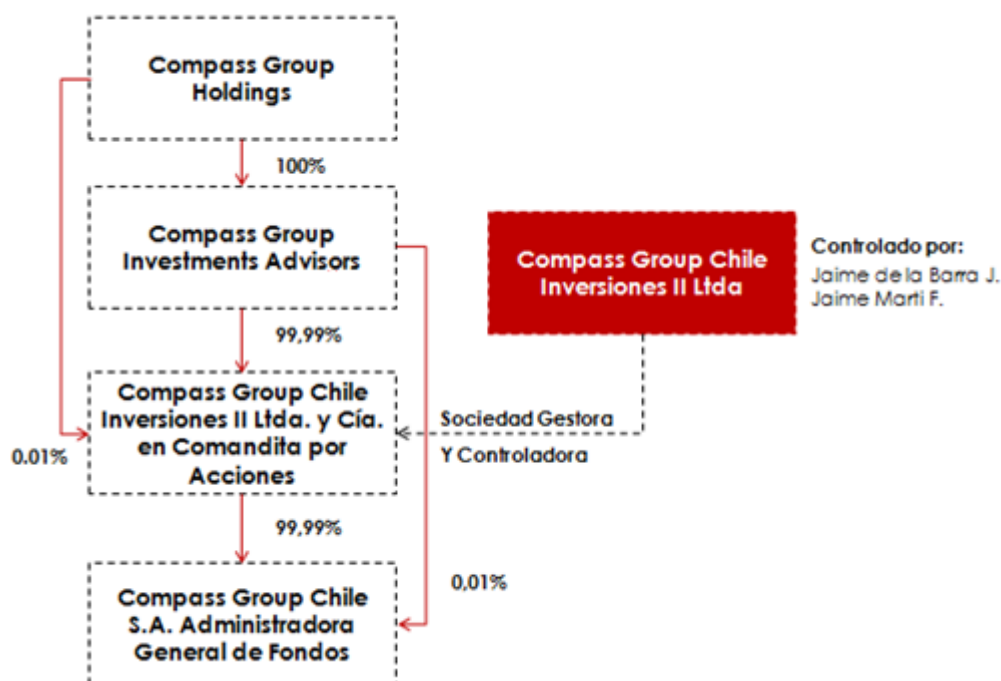 Compass Group
Holdings
100%
Compass Group
Investments Advisors
Compass Group Chile
Inversiones II Ltda
Controlado por:
Jaime de la Barra J.
Jaime Marti F.
99,99%
Compass Group Chile
Inversiones II Ltda. y Cía.
en Comandita por
Acciones
Sociedad Gestora
Y Controladora
0.01%
99,99%
0,01%
Compass Group Chile
S.A. Administradora
General de Fondos